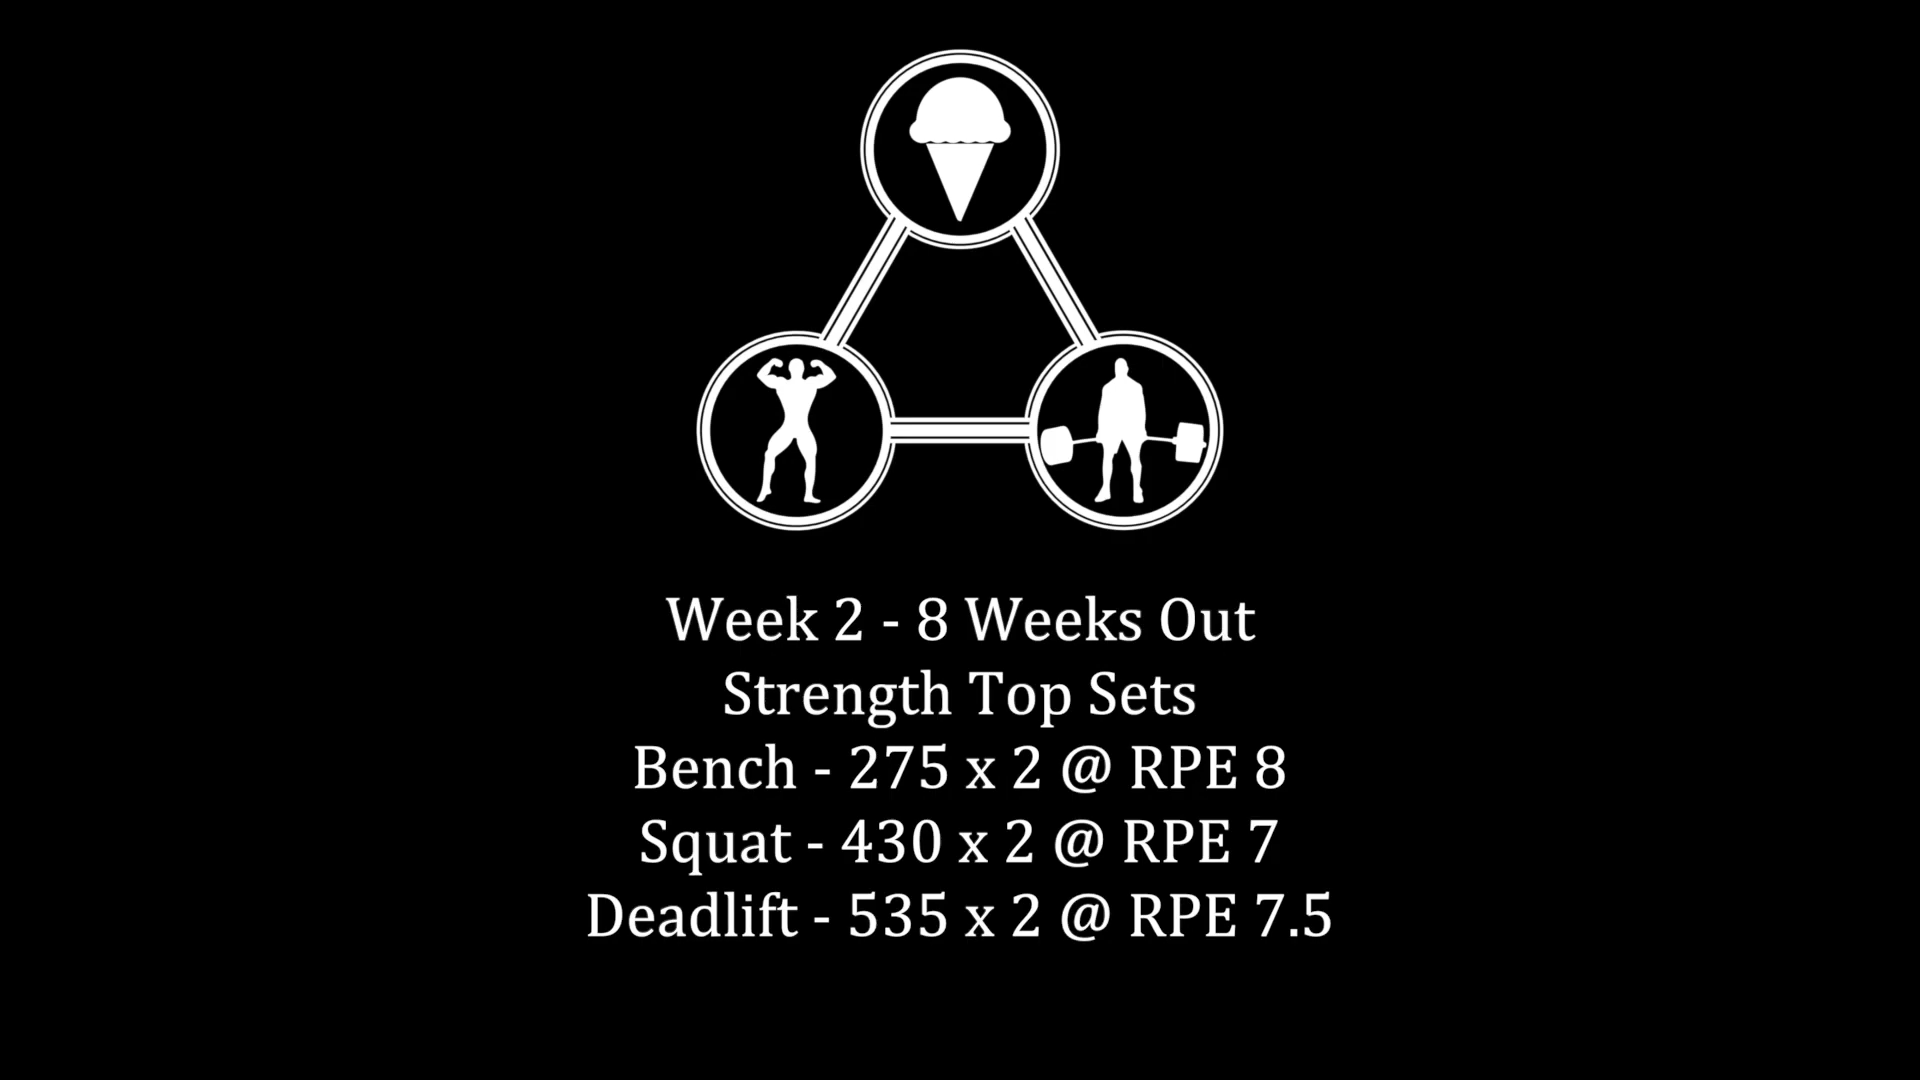 Week 2 - 8 Weeks Out
Strength Top Sets
Bench - 275 x 2 @ RPE 8
Squat - 430 x 2 @ RPE 7
Deadlift - 535 x 2 @ RPE 7.5